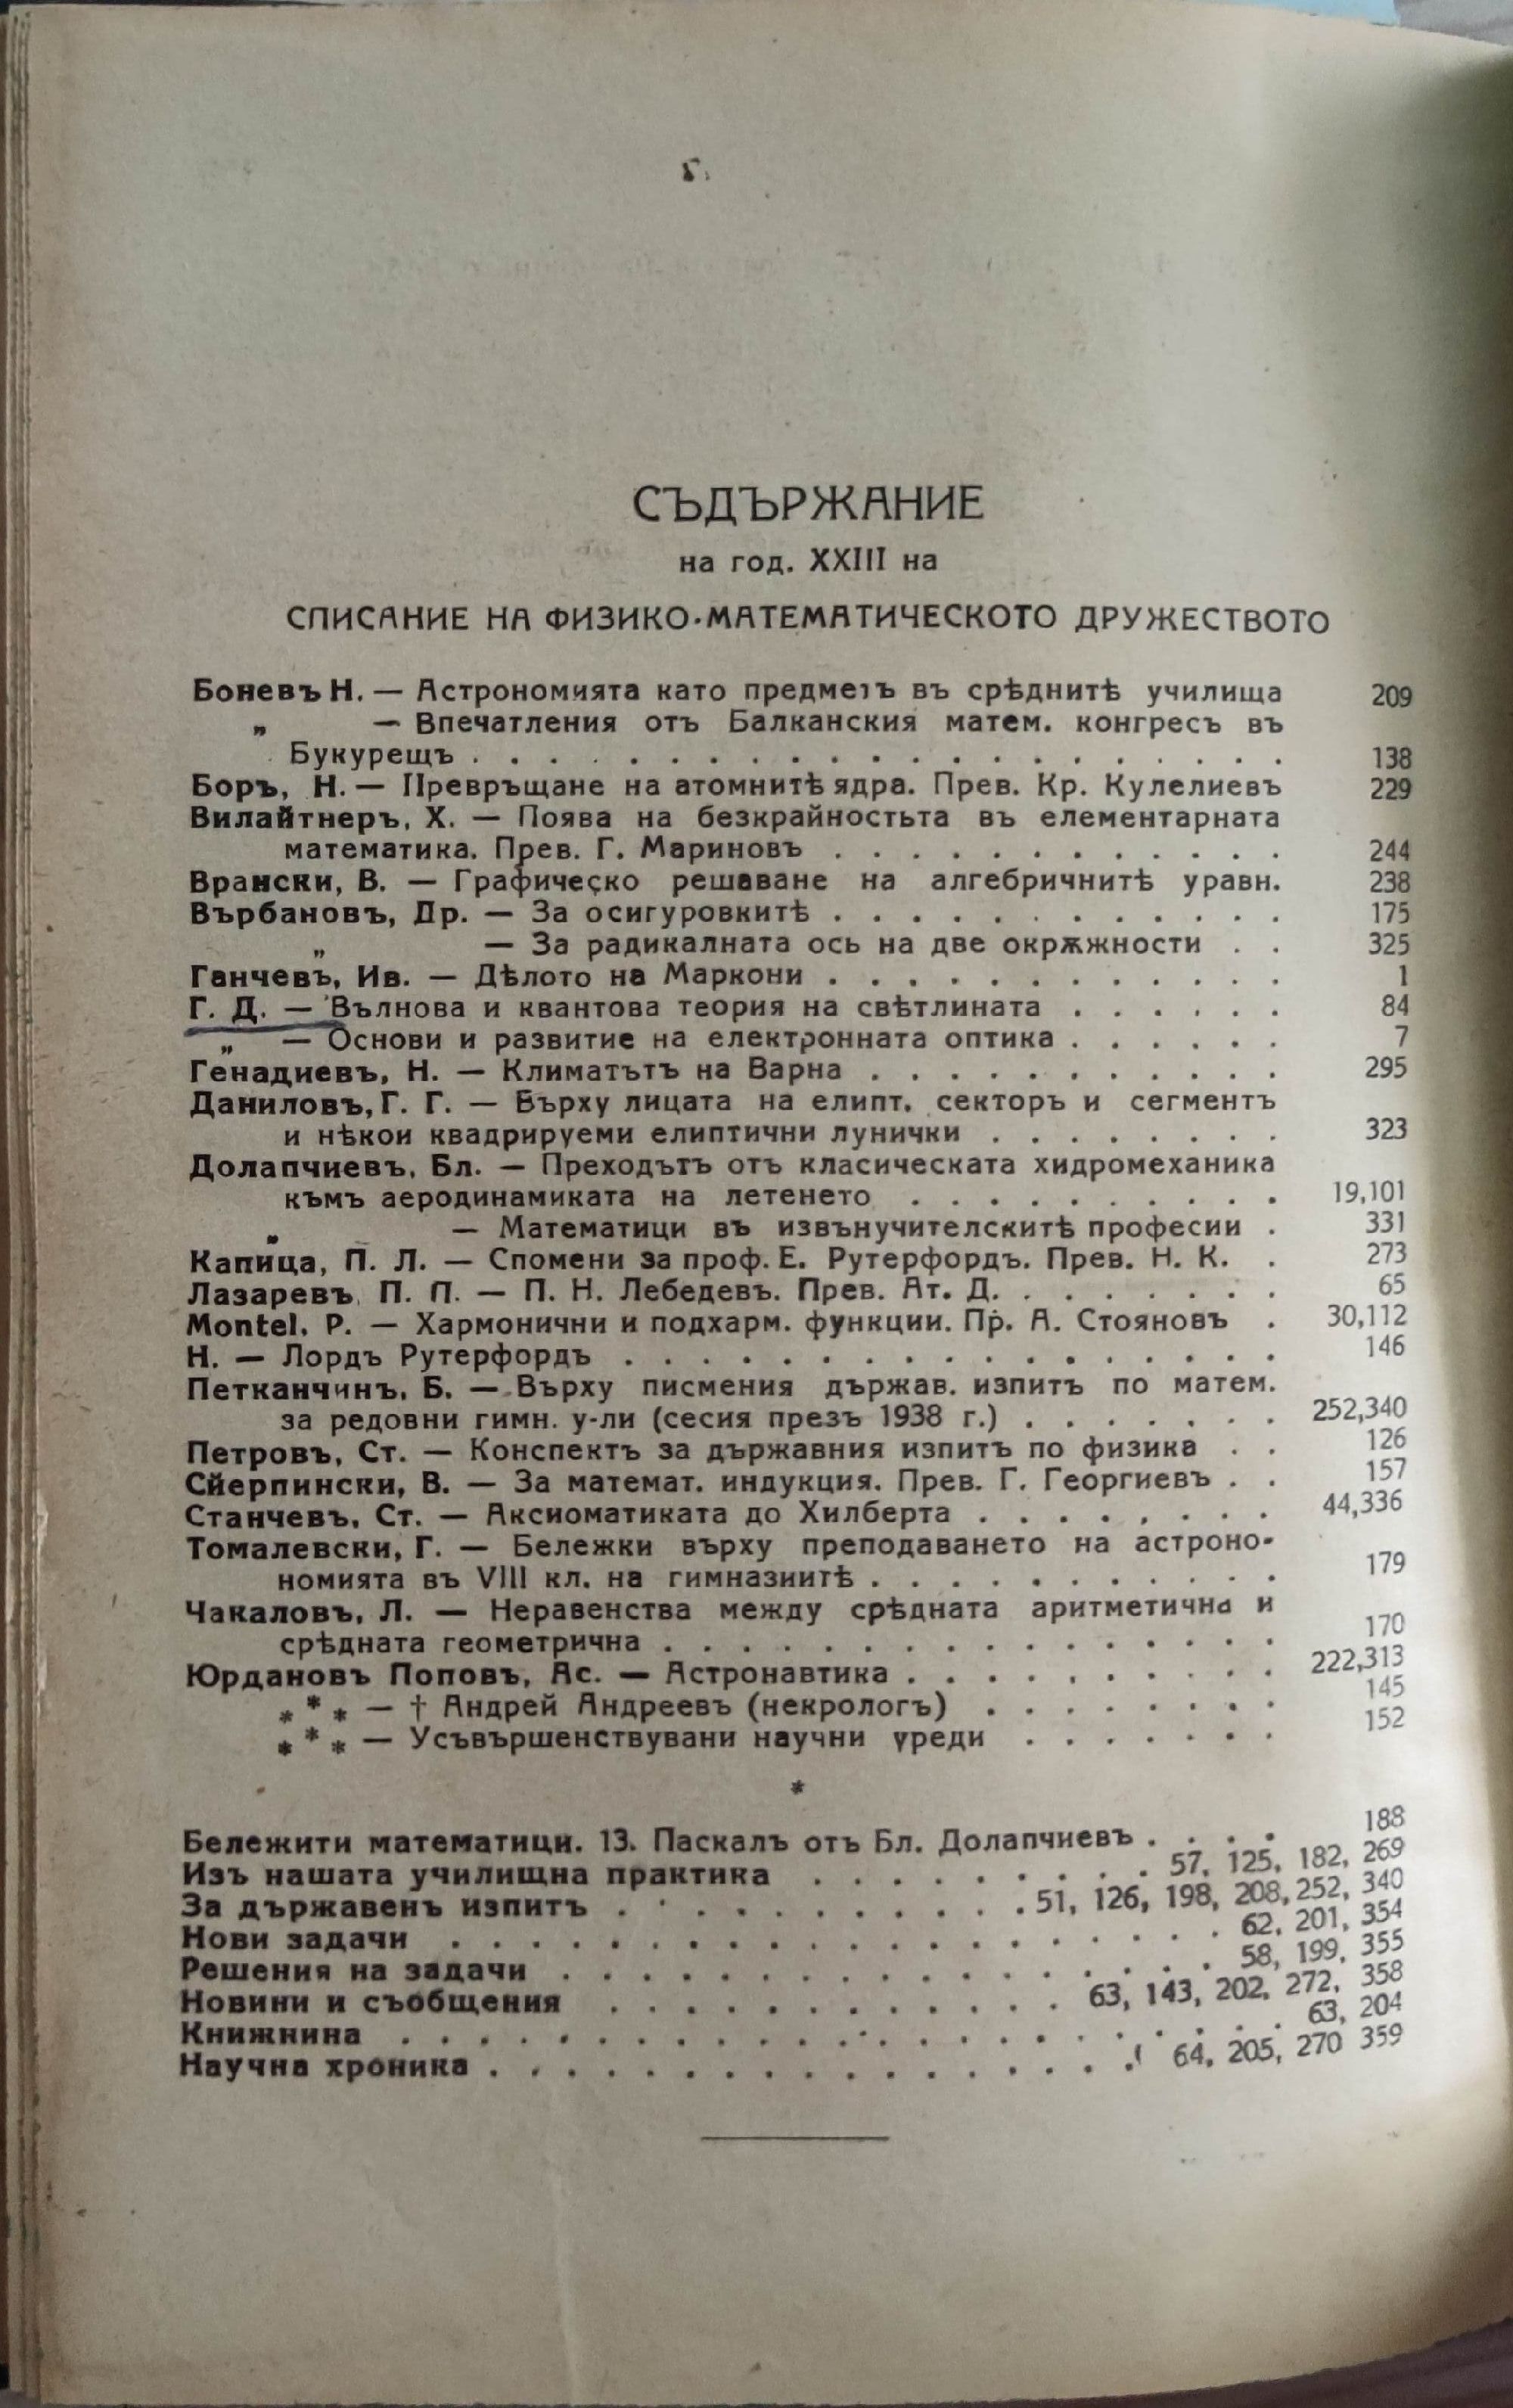 СЪДЪРЖАНИЕ
на год. XXIII на
СПИСАНИЕ НА ФИЗИКО-МАТЕМАТИЧЕСКОТО ДРУЖЕСТВОТО
Боневъ Н. — Астрономията като предметъ въ срѣднитѣ училища 209
„ — Впечатления отъ Балканския матем. конгресъ въ
Букурещъ . . . . . . . . . . . . . . . . . . . . 138
Боръ, Н. — Превръщане на атомнитѣ ядра. Прев. Кр. Кулелиевъ 229
Вилайтнеръ, Х. — Поява на безкрайностьта въ елементарната
математика. Прев. Г. Мариновъ . . . . . . . . . . . . 244
Врански, В. — Графическо решаване на алгебричнитѣ уравн. 238
Върбановъ, Др. — За осигуровкитѣ . . . . . . . . . . . . 175
„ — За радикалната ось на две окрѫжности . . 325
Ганчевъ, Ив. — Дѣлото на Маркони . . . . . . . . . . . . 1
Г. Д. — Вълнова и квантова теория на свѣтлината . . . . . . 84
„ — Основи и развитие на електронната оптика . . . . . . 7
Генадиевъ, Н. — Климатътъ на Варна . . . . . . . . . . . 295
Даниловъ, Г. Г. — Върху лицата на елипт. секторъ и сегментъ
и нѣкои квадрируеми елиптични лунички . . . . . . . . 323
Долапчиевъ, Бл. — Преходътъ отъ класическата хидромеханика
къмъ аеродинамиката на летенето . . . . . . . . . . 19,101
„ — Математици въ извънучителскитѣ професии . 331
Капица, П. Л. — Спомени за проф. Е. Рутерфордъ. Прев. Н. К. . 273
Лазаревъ, П. П. — П. Н. Лебедевъ. Прев. Ат. Д. . . . . . . . 65
Montel, P. — Хармонични и подхарм. функции. Пр. А. Стояновъ . 30,112
Н. — Лордъ Рутерфордъ . . . . . . . . . . . . . . . . . 146
Петканчинъ, Б. — Върху писмения държав. изпитъ по матем.
за редовни гимн. у-ли (сесия презъ 1938 г.) . . . . . . . 252,340
Петровъ, Ст. — Конспектъ за държавния изпитъ по физика . . 126
Сйерпински, В. — За математ. индукция. Прев. Г. Георгиевъ . . 157
Станчевъ, Ст. — Аксиоматиката до Хилберта . . . . . . . . 44,336
Томалевски, Г. — Бележки върху преподаването на астроно-
номията въ VIII кл. на гимназиитѣ . . . . . . . . . . . 179
Чакаловъ, Л. — Неравенства между срѣдната аритметична и
срѣдната геометрична . . . . . . . . . . . . . . . . 170
Юрдановъ Поповъ, Ас. — Астронавтика . . . . . . . . . . 222,313
* * * — † Андрей Андреевъ (некрологъ) . . . . . . . . 145
* * * — Усъвършенствувани научни уреди . . . . . . . 152
*
Бележити математици. 13. Паскалъ отъ Бл. Долапчиевъ . . . . 188
Изъ нашата училищна практика . . . . . . . . . 57, 125, 182, 269
За държавенъ изпитъ . . . . . . . . . . . 51, 126, 198, 208, 252, 340
Нови задачи . . . . . . . . . . . . . . . . . . . . 62, 201, 354
Решения на задачи . . . . . . . . . . . . . . . . . 58, 199, 355
Новини и съобщения . . . . . . . . . . . . 63, 143, 202, 272, 358
Книжнина . . . . . . . . . . . . . . . . . . . . . . . 63, 204
Научна хроника . . . . . . . . . . . . . . . . . 64, 205, 270 359